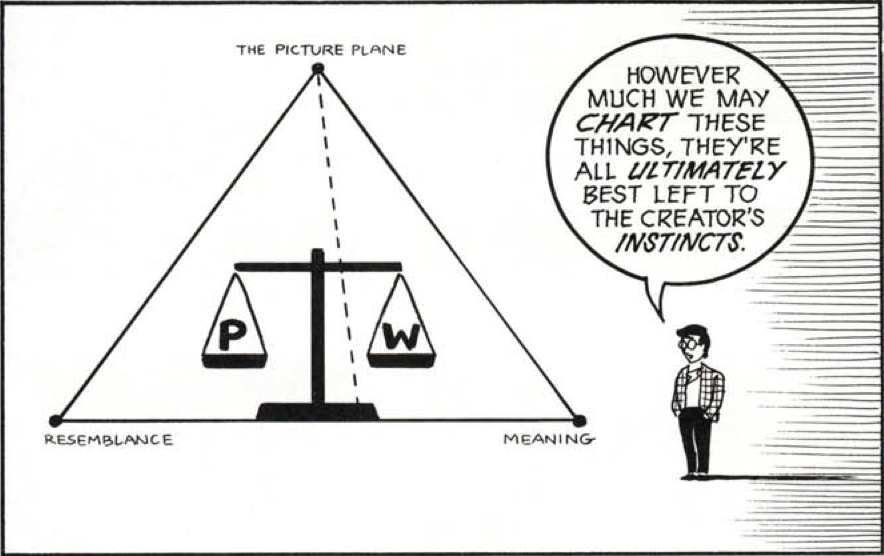 THE PICTURE PLANE
HOWEVER
MUCH WE MAY
CHART THESE
THINGS, THEY'RE
ALL ULTIMATELY
BEST LEFT TO
THE CREATOR'S
INSTINCTS.
P
W
RESEMBLANCE
MEANING